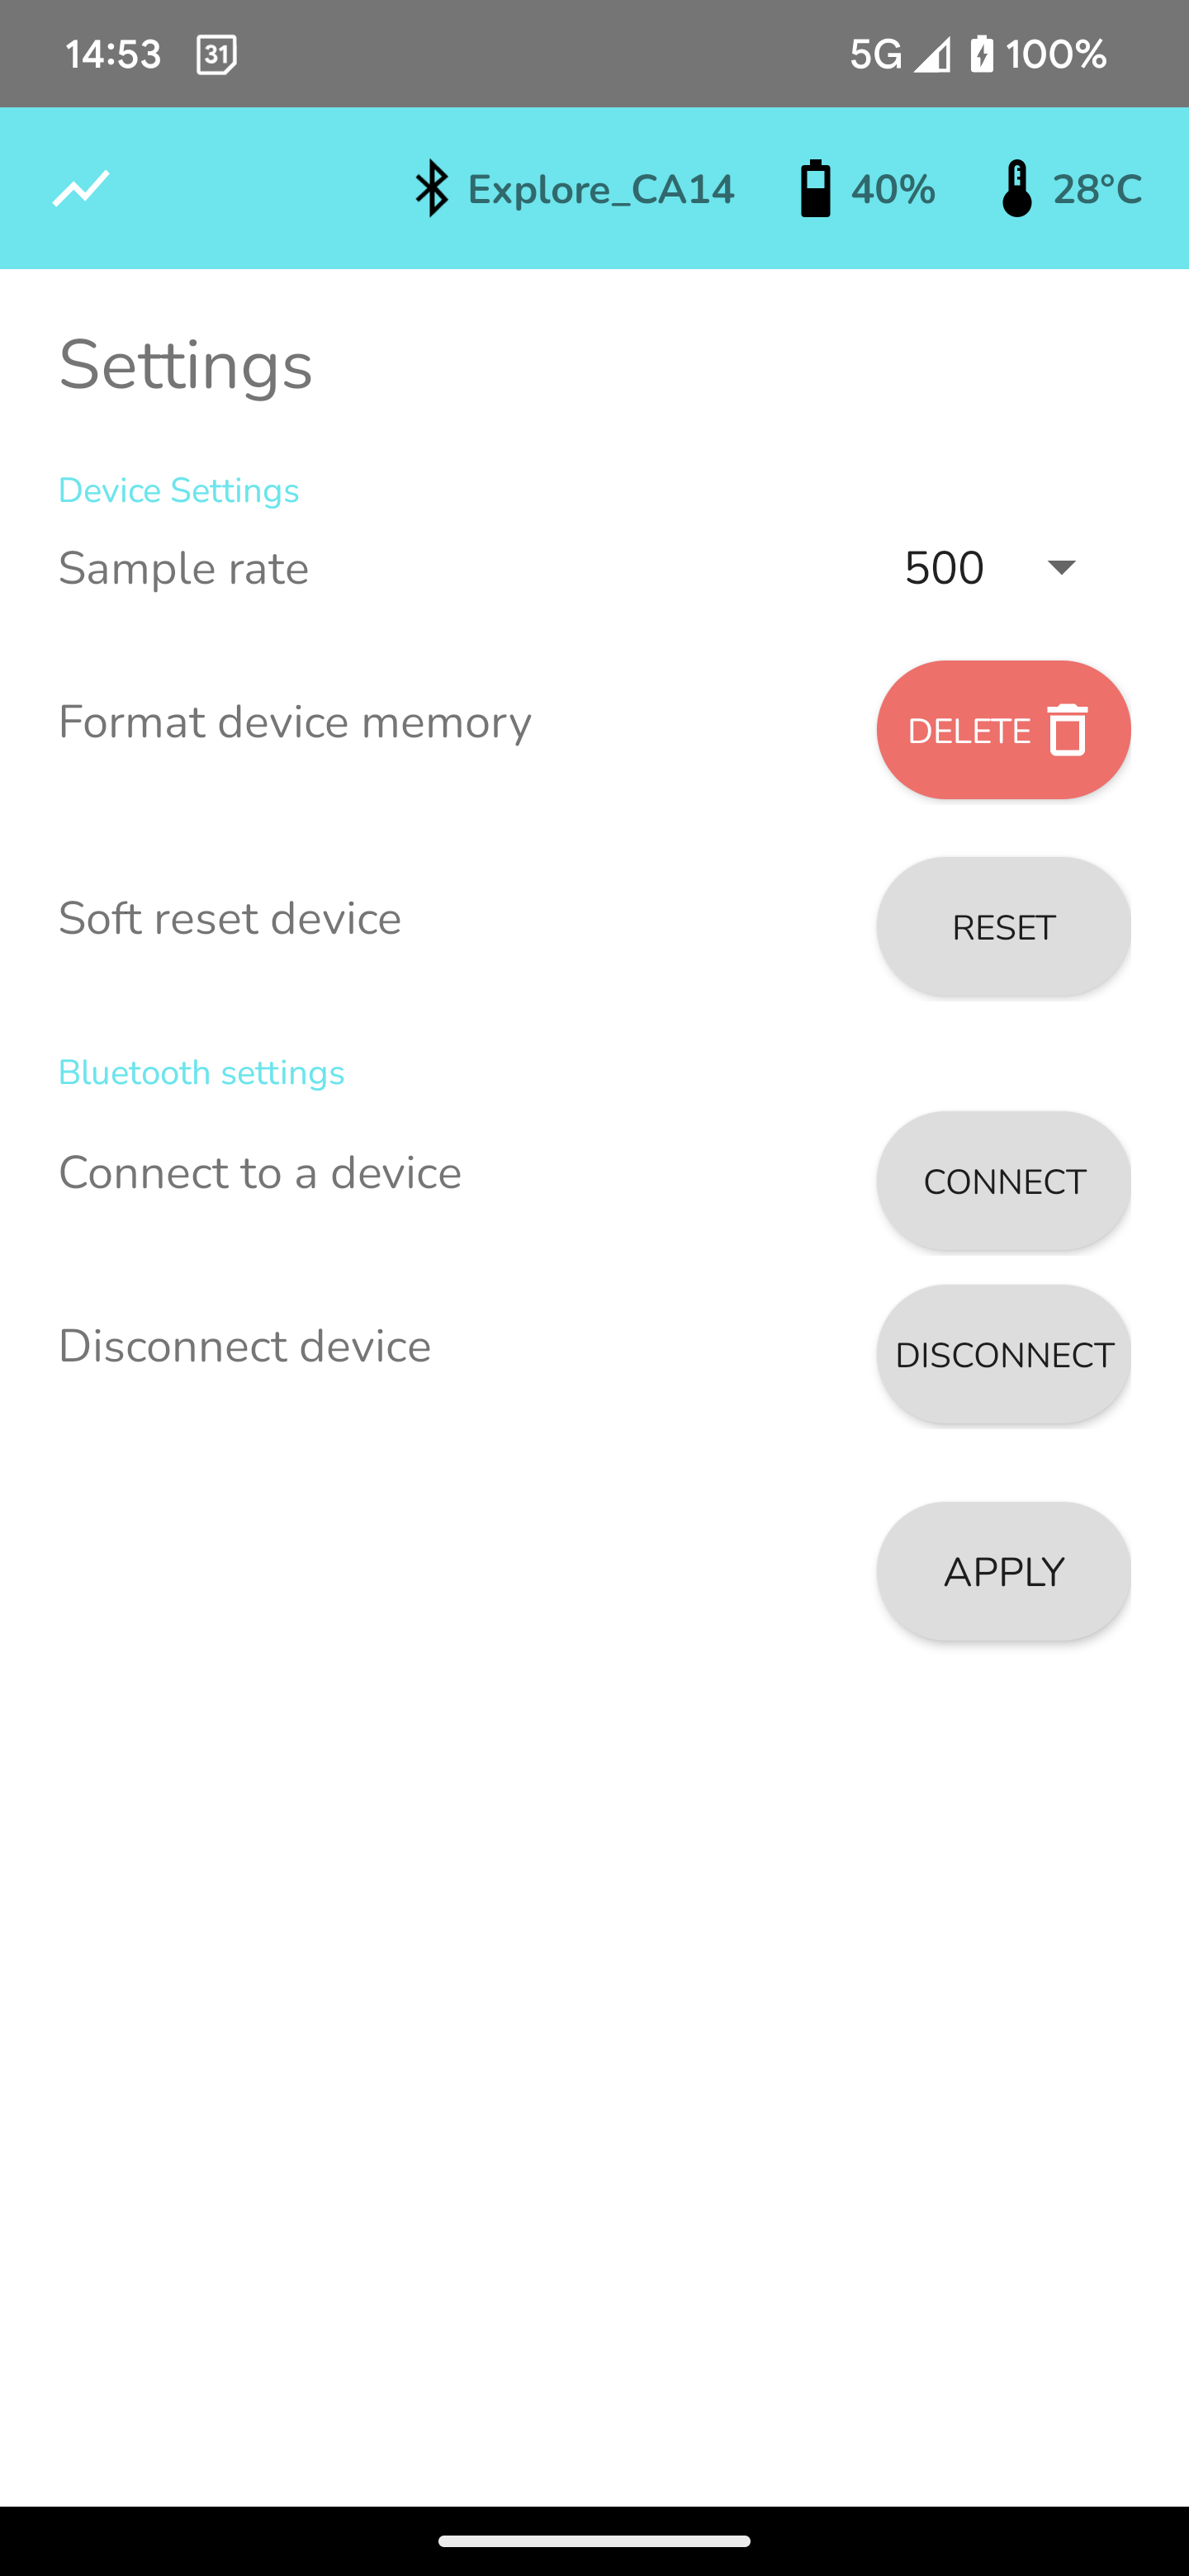 14:53 31 5G 100%
Explore_CA14 40% 28°C
Settings
Device Settings
Sample rate 500
Format device memory DELETE
Soft reset device RESET
Bluetooth settings
Connect to a device CONNECT
Disconnect device DISCONNECT
APPLY